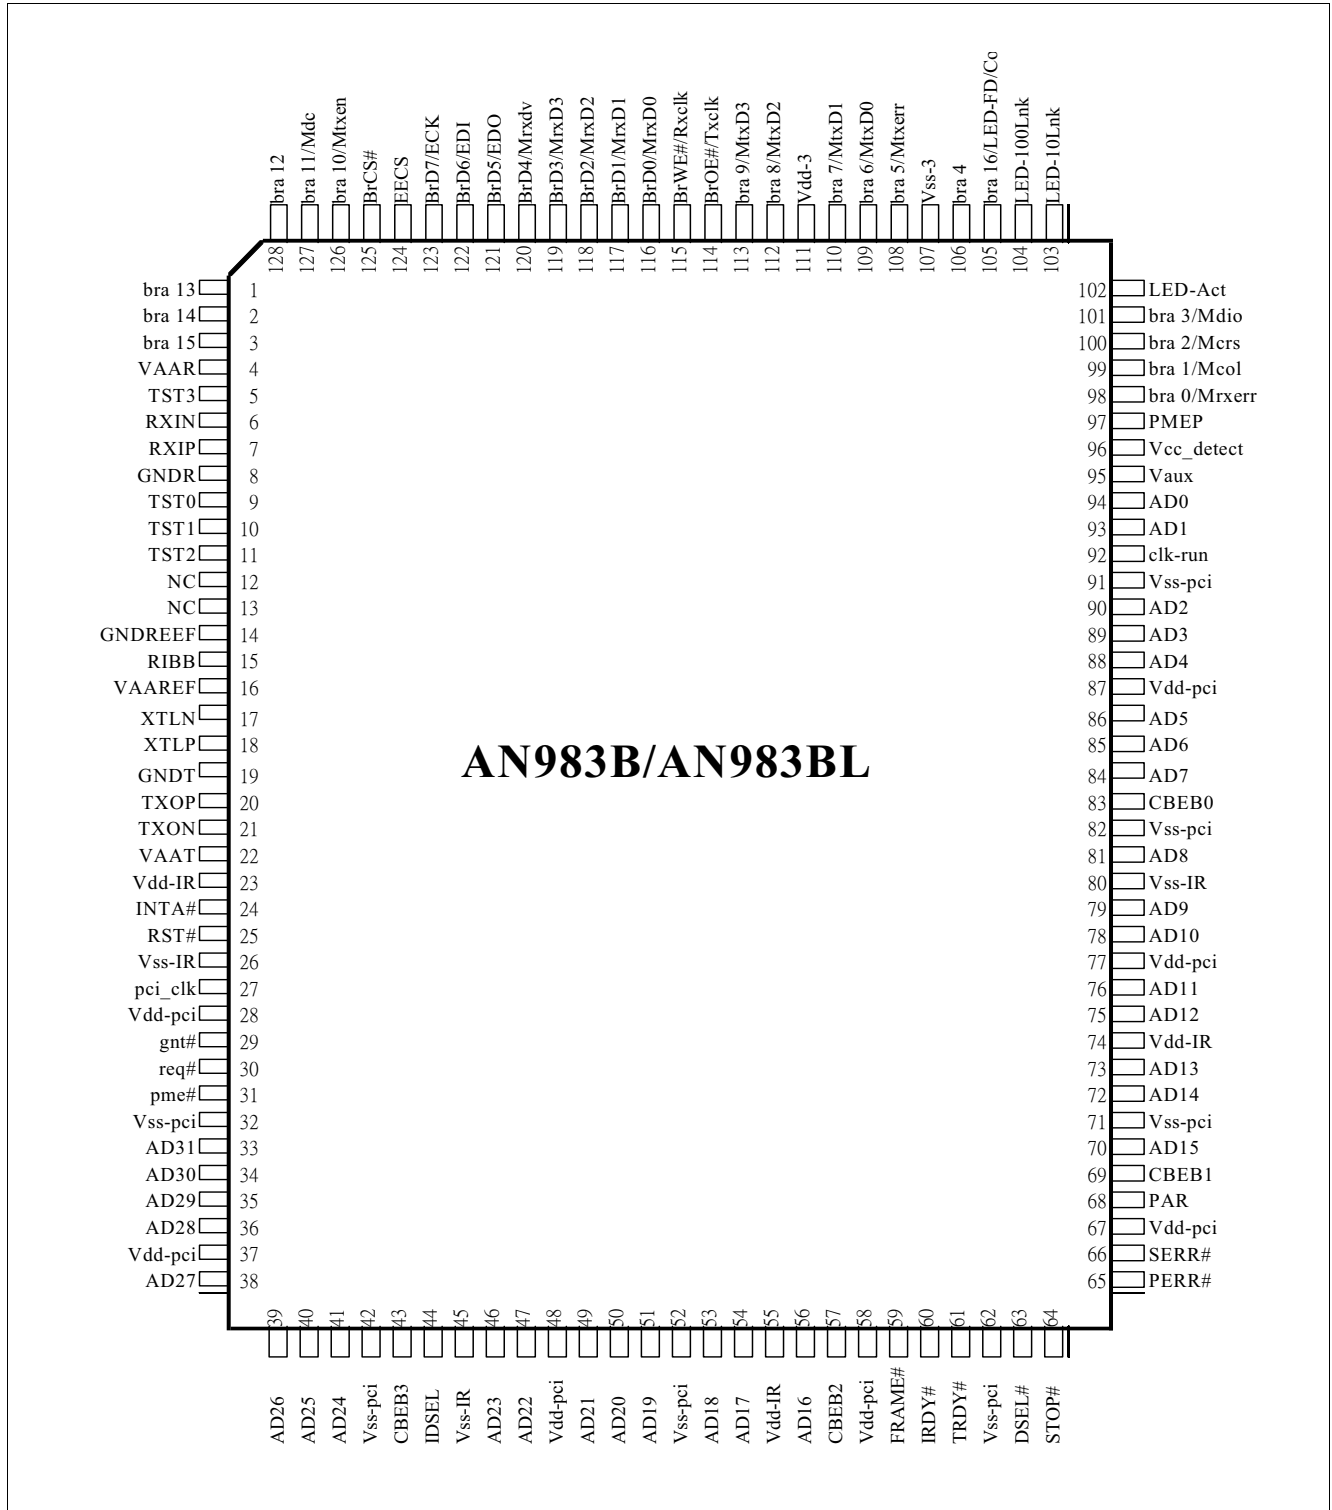 bra 12
bra 11/Mdc
bra 10/Mtxen
BrCS#
EECS
BrD7/ECK
BrD6/EDI
BrD5/EDO
BrD4/Mrxdv
BrD3/MrxD3
BrD2/MrxD2
BrD1/MrxD1
BrD0/MrxD0
BrWE#/Rxclk
BrOE#/Txclk
bra 9/MtxD3
bra 8/MtxD2
Vdd-3
bra 7/MtxD1
bra 6/MtxD0
bra 5/Mtxerr
Vss-3
bra 4
bra 16/LED-FD/Co
LED-100Lnk
LED-10Lnk
128
127
126
125
124
123
122
121
120
119
118
117
116
115
114
113
112
111
110
109
108
107
106
105
104
103
bra 13 1
bra 14 2
bra 15 3
VAAR 4
TST3 5
RXIN 6
RXIP 7
GNDR 8
TST0 9
TST1 10
TST2 11
NC 12
NC 13
GNDREEF 14
RIBB 15
VAAREF 16
XTLN 17
XTLP 18
GNDT 19
TXOP 20
TXON 21
VAAT 22
Vdd-IR 23
INTA# 24
RST# 25
Vss-IR 26
pci_clk 27
Vdd-pci 28
gnt# 29
req# 30
pme# 31
Vss-pci 32
AD31 33
AD30 34
AD29 35
AD28 36
Vdd-pci 37
AD27 38
AN983B/AN983BL
102 LED-Act
101 bra 3/Mdio
100 bra 2/Mcrs
99 bra 1/Mcol
98 bra 0/Mrxerr
97 PMEP
96 Vcc_detect
95 Vaux
94 AD0
93 AD1
92 clk-run
91 Vss-pci
90 AD2
89 AD3
88 AD4
87 Vdd-pci
86 AD5
85 AD6
84 AD7
83 CBEB0
82 Vss-pci
81 AD8
80 Vss-IR
79 AD9
78 AD10
77 Vdd-pci
76 AD11
75 AD12
74 Vdd-IR
73 AD13
72 AD14
71 Vss-pci
70 AD15
69 CBEB1
68 PAR
67 Vdd-pci
66 SERR#
65 PERR#
39
40
41
42
43
44
45
46
47
48
49
50
51
52
53
54
55
56
57
58
59
60
61
62
63
64
AD26
AD25
AD24
Vss-pci
CBEB3
IDSEL
Vss-IR
AD23
AD22
Vdd-pci
AD21
AD20
AD19
Vss-pci
AD18
AD17
Vdd-IR
AD16
CBEB2
Vdd-pci
FRAME#
IRDY#
TRDY#
Vss-pci
DSEL#
STOP#